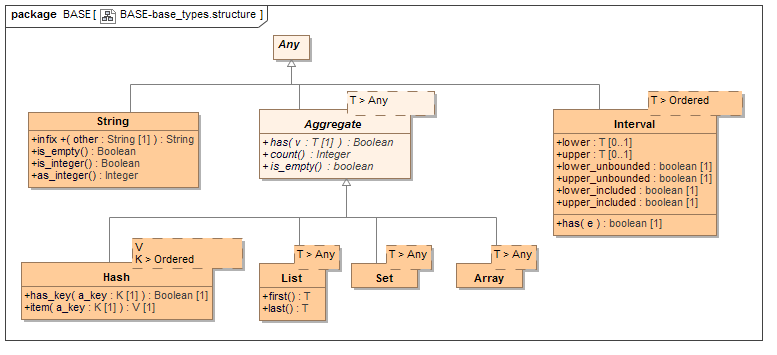 package BASE [ BASE-base_types.structure ]
Any
String
+infix +( other : String [1] ) : String
+is_empty() : Boolean
+is_integer() : Boolean
+as_integer() : Integer
T > Any
Aggregate
+has( v : T [1] ) : Boolean
+count() : Integer
+is_empty() : boolean
T > Ordered
Interval
+lower : T [0..1]
+upper : T [0..1]
+lower_unbounded : boolean [1]
+upper_unbounded : boolean [1]
+lower_included : boolean [1]
+upper_included : boolean [1]
+has( e ) : boolean [1]
V
K > Ordered
Hash
+has_key( a_key : K [1] ) : Boolean [1]
+item( a_key : K [1] ) : V [1]
T > Any
List
+first() : T
+last() : T
T > Any
Set
T > Any
Array